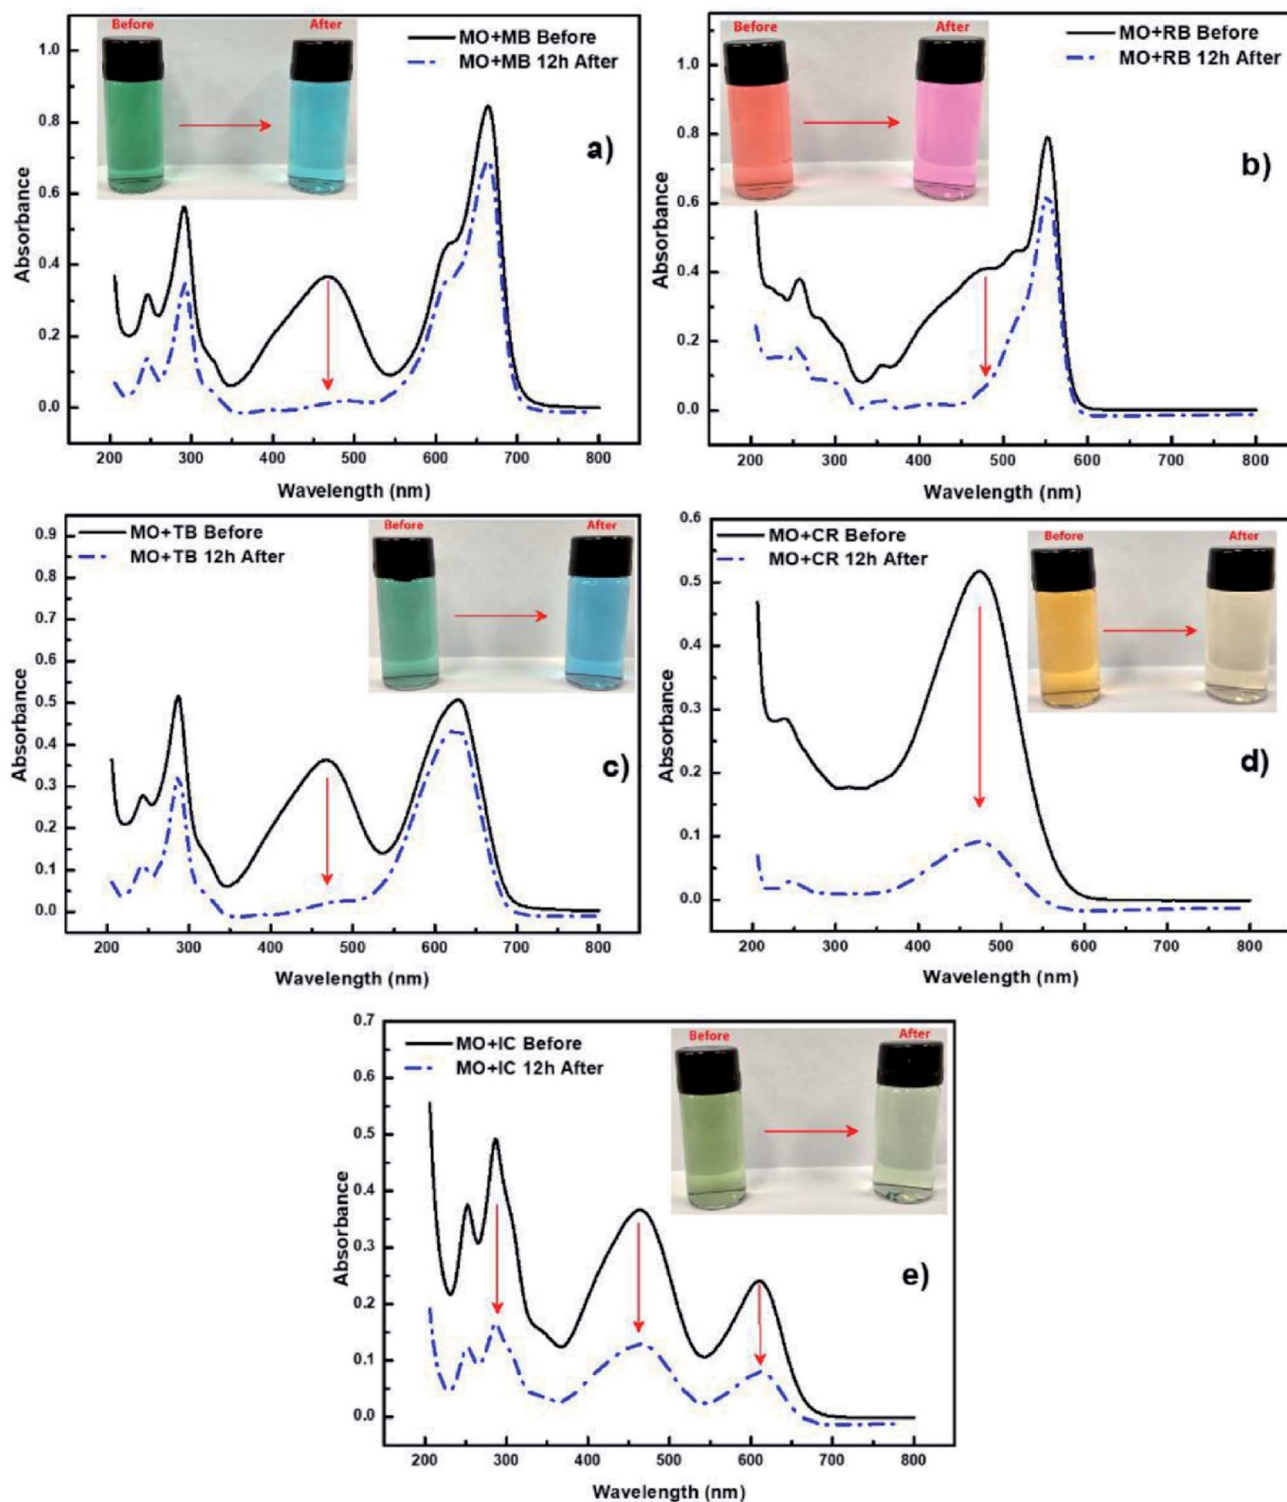 Before After
MO+MB Before
MO+MB 12h After
a)
Absorbance
1.0
0.8
0.6
0.4
0.2
0.0
200 300 400 500 600 700 800
Wavelength (nm)
Before After
MO+RB Before
MO+RB 12h After
b)
Absorbance
1.0
0.8
0.6
0.4
0.2
0.0
200 300 400 500 600 700 800
Wavelength (nm)
MO+TB Before
MO+TB 12h After
Before After
c)
Absorbance
0.9
0.8
0.7
0.6
0.5
0.4
0.3
0.2
0.1
0.0
200 300 400 500 600 700 800
Wavelength (nm)
MO+CR Before
MO+CR 12h After
Before After
d)
Absorbance
0.6
0.5
0.4
0.3
0.2
0.1
0.0
200 300 400 500 600 700 800
Wavelength (nm)
MO+IC Before
MO+IC 12h After
Before After
e)
Absorbance
0.7
0.6
0.5
0.4
0.3
0.2
0.1
0.0
200 300 400 500 600 700 800
Wavelength (nm)